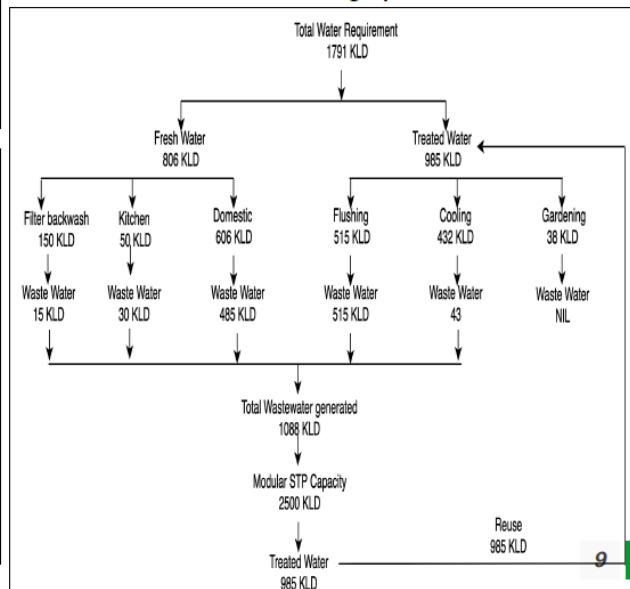 Total Water Requirement
1791 KLD
Fresh Water
806 KLD
Treated Water
985 KLD
Filter backwash
150 KLD
Kitchen
50 KLD
Domestic
606 KLD
Flushing
515 KLD
Cooling
432 KLD
Gardening
38 KLD
Waste Water
15 KLD
Waste Water
30 KLD
Waste Water
485 KLD
Waste Water
515 KLD
Waste Water
43
Waste Water
NIL
Total Wastewater generated
1088 KLD
Modular STP Capacity
2500 KLD
Reuse
985 KLD
Treated Water
985 KLD
9